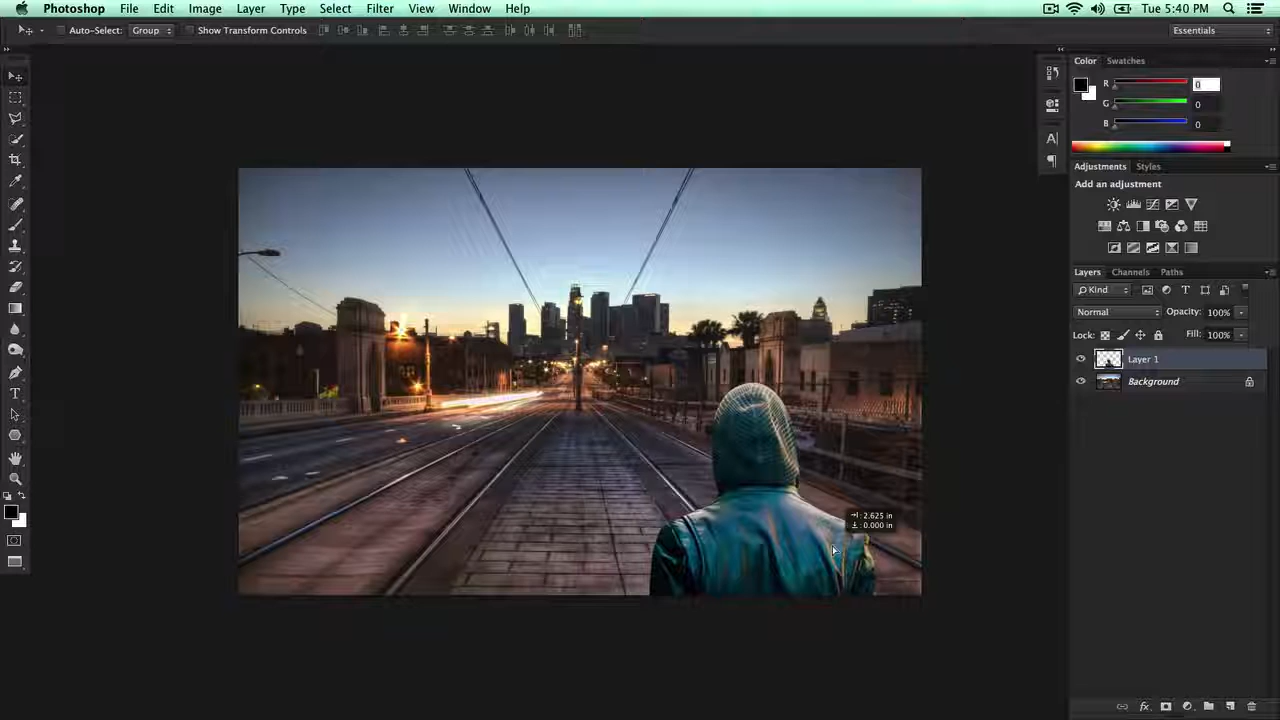 Photoshop File Edit Image Layer Type Select Filter View Window Help Tue 5:40 PM
Auto-Select: Group Show Transform Controls Essentials
Color Swatches
R 0
G 0
B 0
Adjustments Styles
Add an adjustment
Layers Channels Paths
Kind
Normal Opacity: 100%
Lock: Fill: 100%
Layer 1
Background
: 2.625 in
: 0.000 in